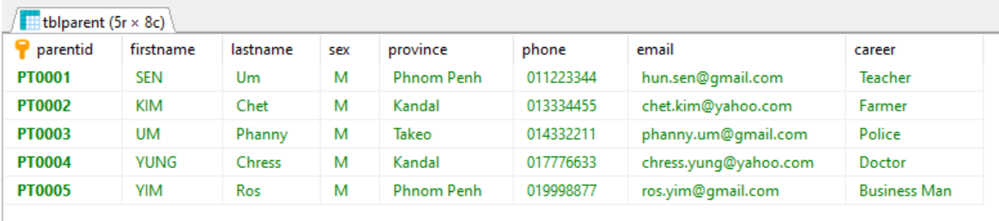 tblparent (5r × 8c)
parentid firstname lastname sex province phone email career
PT0001 SEN Um M Phnom Penh 011223344 hun.sen@gmail.com Teacher
PT0002 KIM Chet M Kandal 013334455 chet.kim@yahoo.com Farmer
PT0003 UM Phanny M Takeo 014332211 phanny.um@gmail.com Police
PT0004 YUNG Chress M Kandal 017776633 chress.yung@yahoo.com Doctor
PT0005 YIM Ros M Phnom Penh 019998877 ros.yim@gmail.com Business Man